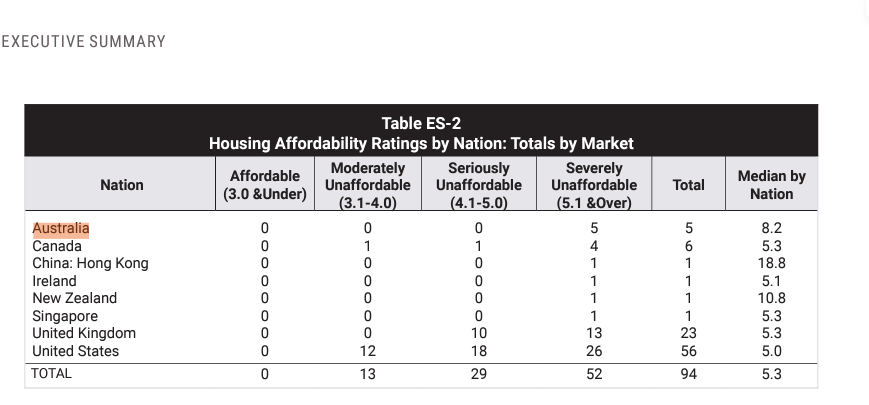 EXECUTIVE SUMMARY
Table ES-2
Housing Affordability Ratings by Nation: Totals by Market
Nation Affordable (3.0 &Under) Moderately Unaffordable (3.1-4.0) Seriously Unaffordable (4.1-5.0) Severely Unaffordable (5.1 &Over) Total Median by Nation
Australia 0 0 0 5 5 8.2
Canada 0 1 1 4 6 5.3
China: Hong Kong 0 0 0 1 1 18.8
Ireland 0 0 0 1 1 5.1
New Zealand 0 0 0 1 1 10.8
Singapore 0 0 0 1 1 5.3
United Kingdom 0 0 10 13 23 5.3
United States 0 12 18 26 56 5.0
TOTAL 0 13 29 52 94 5.3